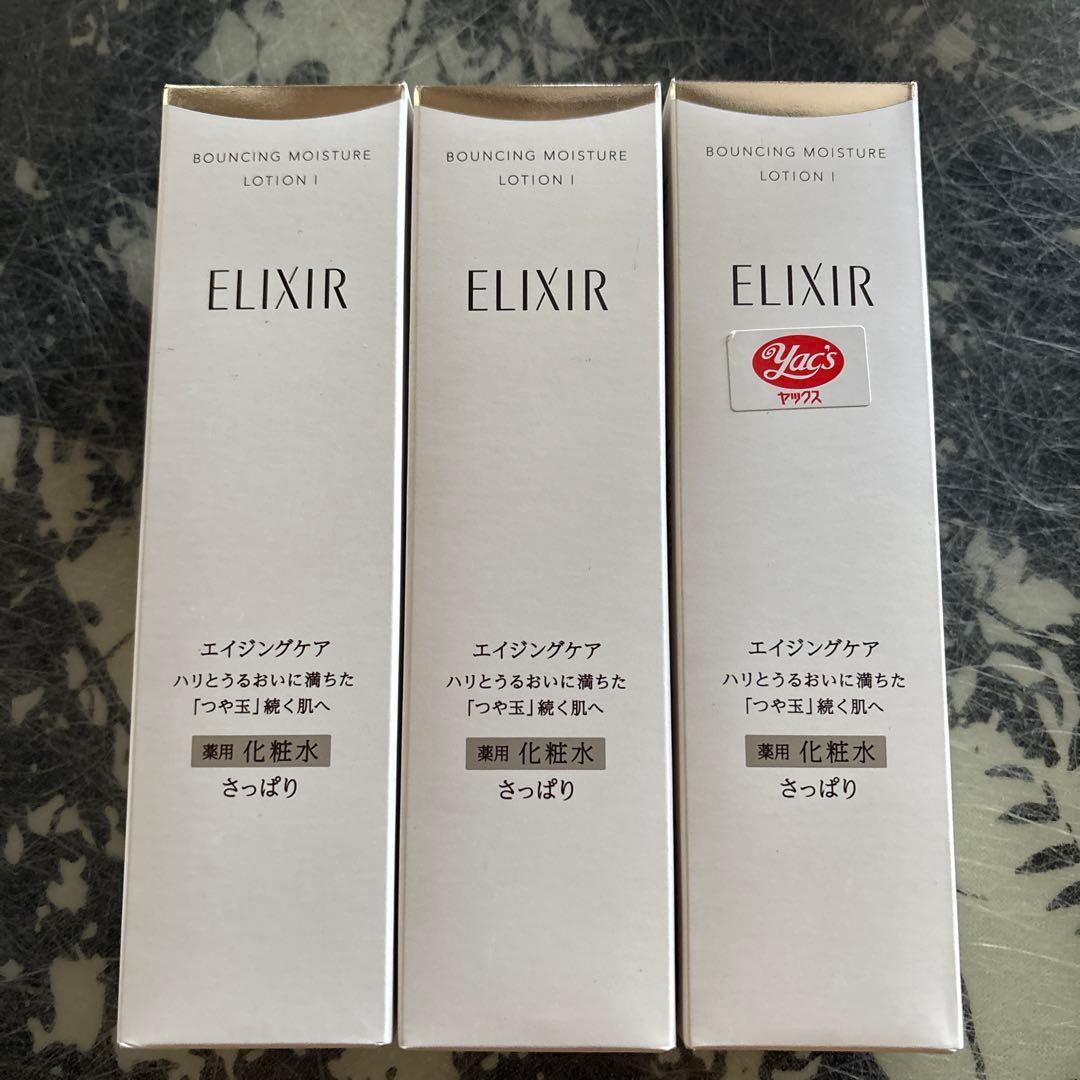 BOUNCING MOISTURE
LOTION I
ELIXIR
エイジングケア
ハリとうるおいに満ちた
「つや玉」続く肌へ
薬用 化粧水
さっぱり
BOUNCING MOISTURE
LOTION I
ELIXIR
エイジングケア
ハリとうるおいに満ちた
「つや玉」続く肌へ
薬用 化粧水
さっぱり
BOUNCING MOISTURE
LOTION I
ELIXIR
yac's
ヤックス
エイジングケア
ハリとうるおいに満ちた
「つや玉」続く肌へ
薬用 化粧水
さっぱり